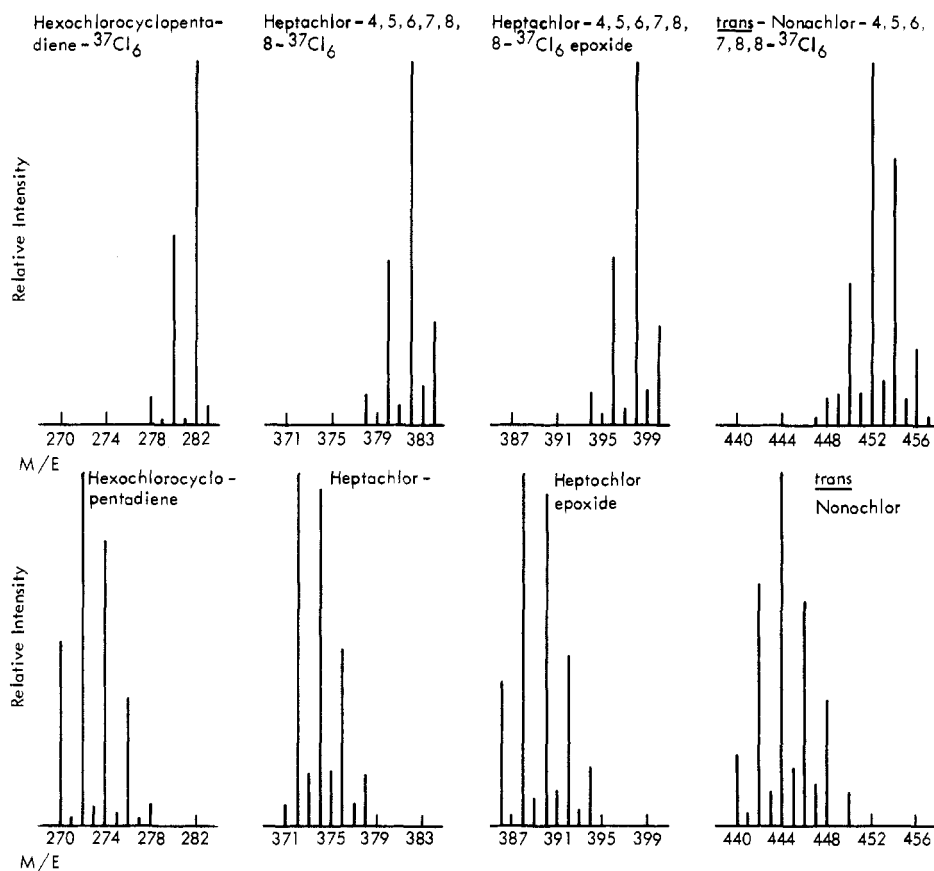 Hexochlorocyclopenta-
diene - ³⁷Cl₆
Heptachlor-4,5,6,7,8,
8-³⁷Cl₆
Heptachlor-4,5,6,7,8,
8-³⁷Cl₆ epoxide
trans - Nonachlor-4,5,6,
7,8,8-³⁷Cl₆
Relative Intensity
270 274 278 282
371 375 379 383
387 391 395 399
440 444 448 452 456
M/E
Hexochlorocyclo-
pentadiene
Heptachlor-
Heptochlor
epoxide
trans
Nonochlor
Relative Intensity
270 274 278 282
371 375 379 383
387 391 395 399
440 444 448 452 456
M/E